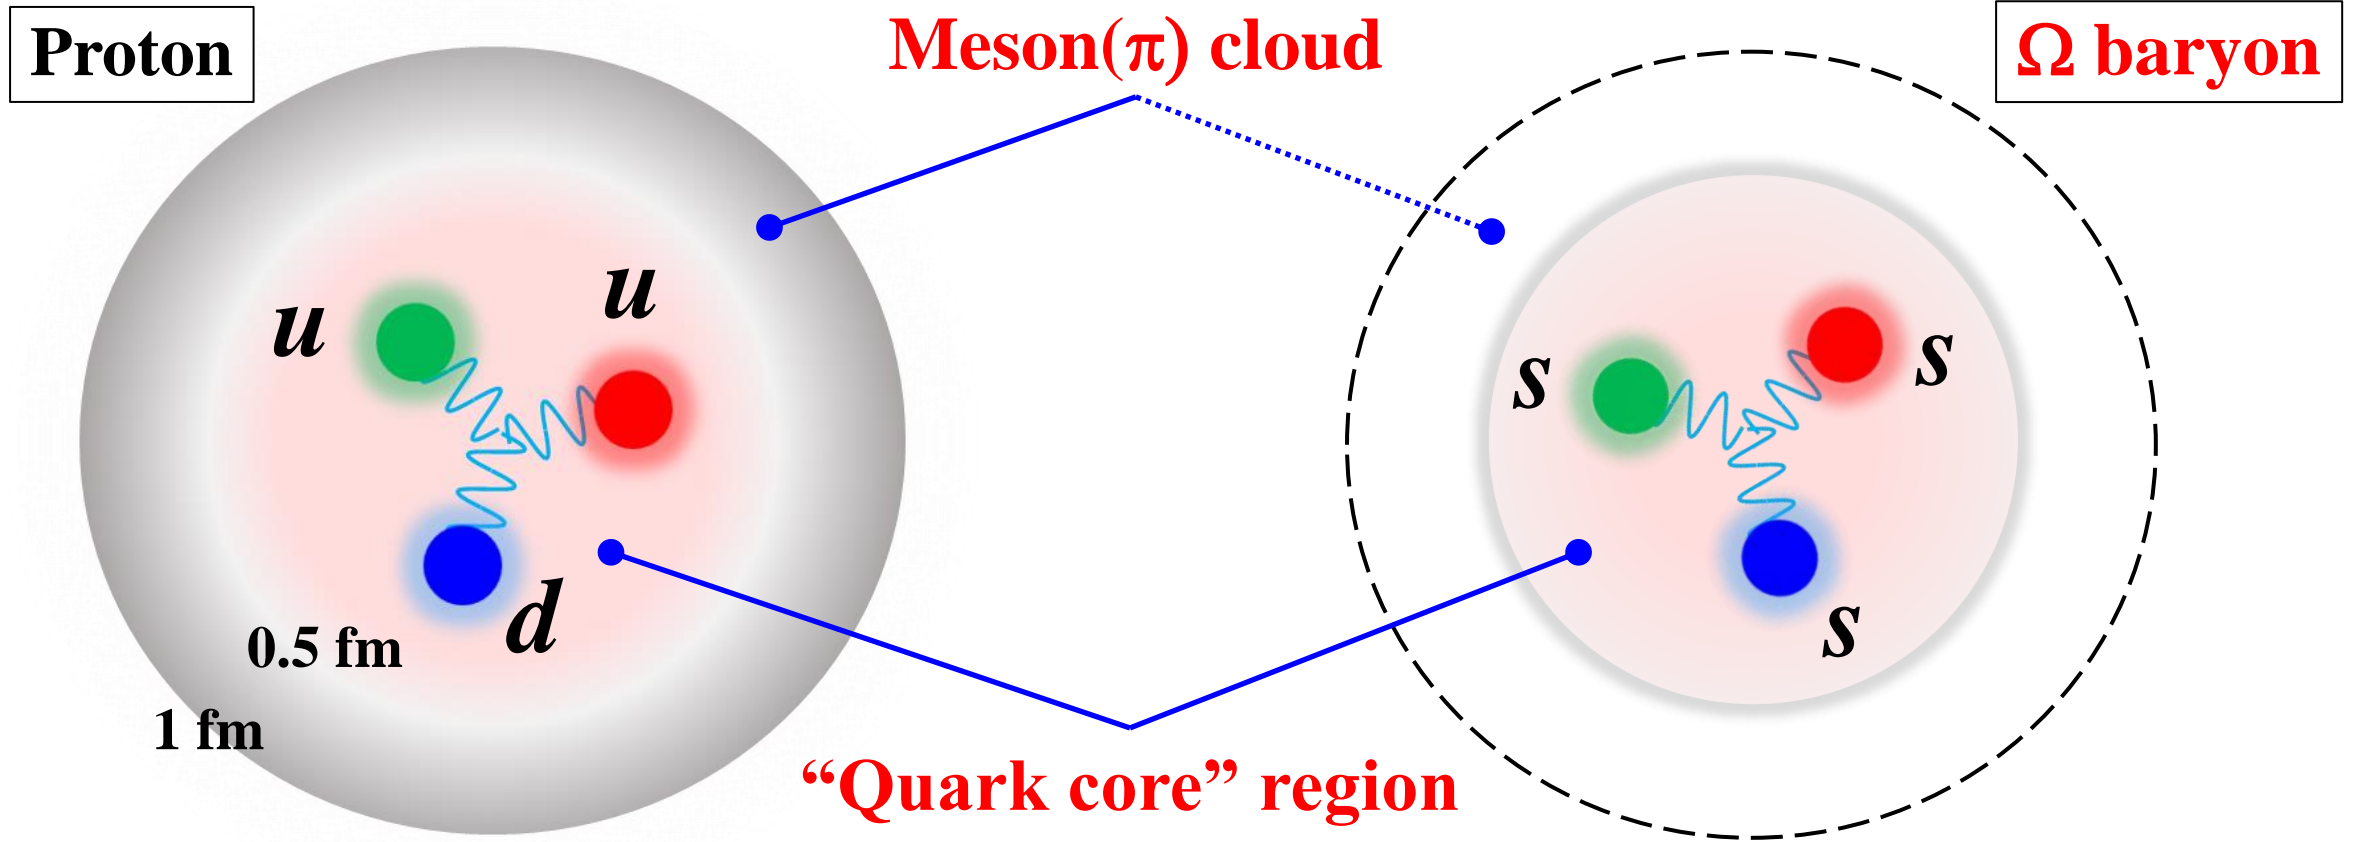 Proton
Meson(π) cloud
Ω baryon
u
u
d
0.5 fm
1 fm
s
s
s
“Quark core” region